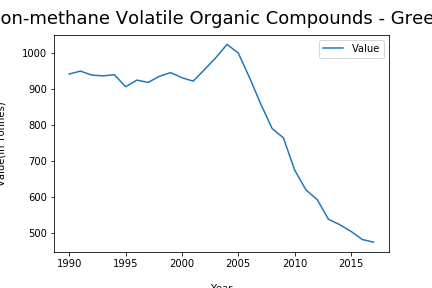 on-methane Volatile Organic Compounds - Gree
Value
1000
900
800
700
600
500
Value(in Tonnes)
1990 1995 2000 2005 2010 2015
Year